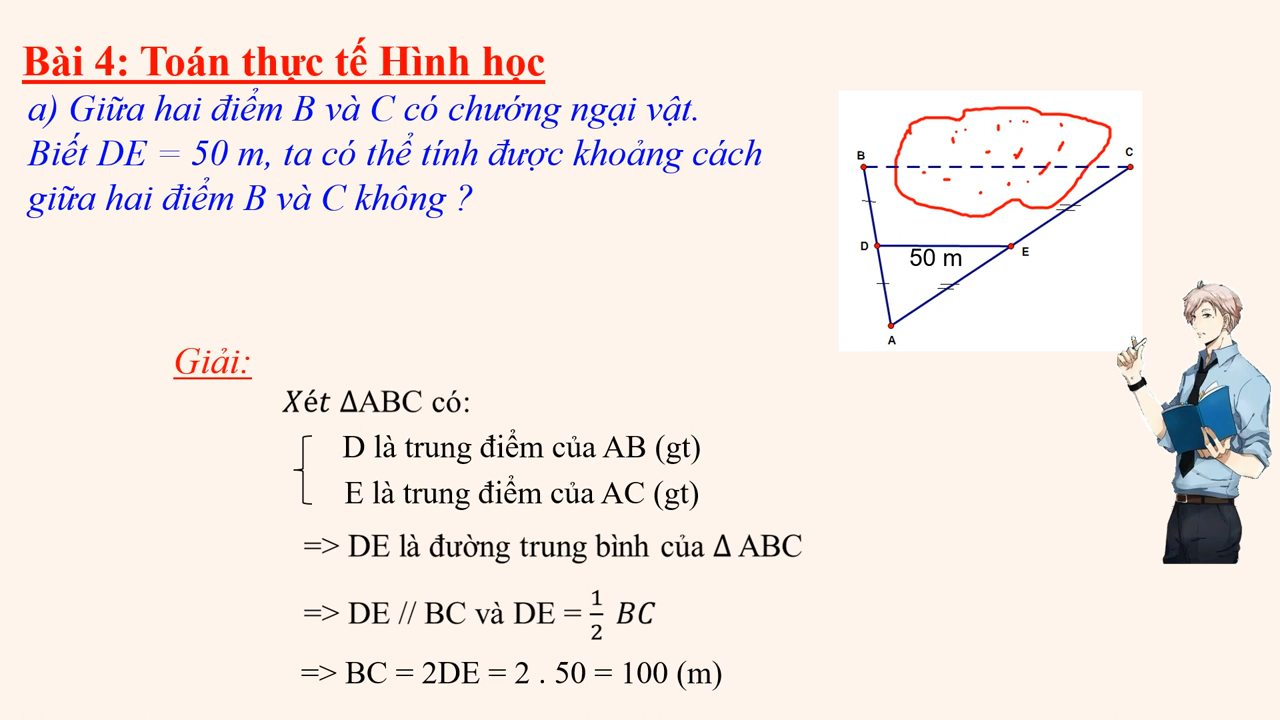 Bài 4: Toán thực tế Hình học
a) Giữa hai điểm B và C có chướng ngại vật.
Biết DE = 50 m, ta có thể tính được khoảng cách
giữa hai điểm B và C không ?
B
C
D
E
50 m
A
Giải:
Xét ΔABC có:
D là trung điểm của AB (gt)
E là trung điểm của AC (gt)
=> DE là đường trung bình của Δ ABC
=> DE // BC và DE = 1/2 BC
=> BC = 2DE = 2 . 50 = 100 (m)